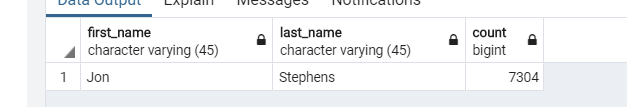 Data Output Explain Messages Notifications
first_name last_name count
character varying (45) character varying (45) bigint
1 Jon Stephens 7304